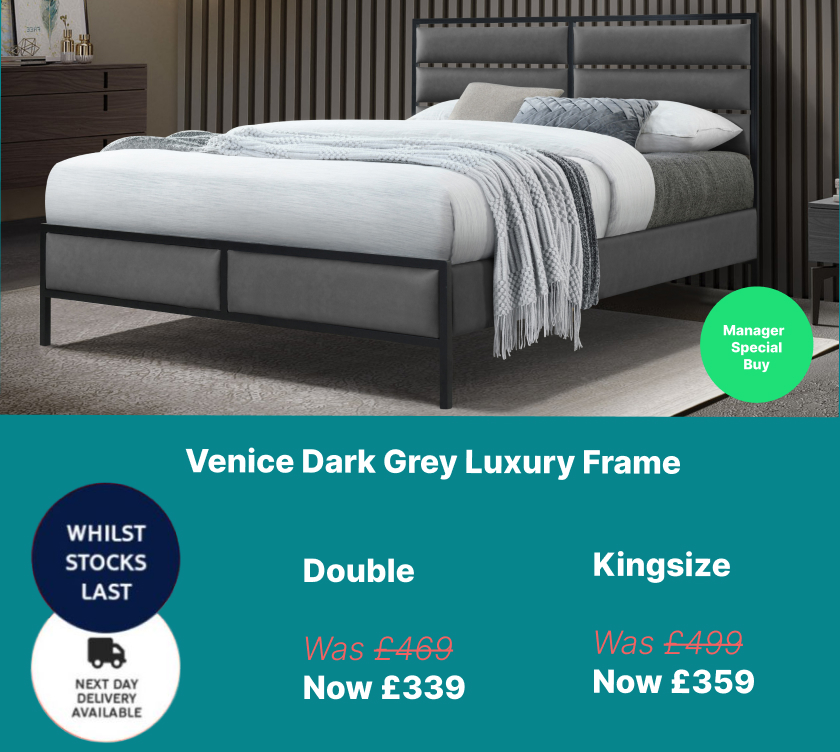 Manager
Special
Buy
Venice Dark Grey Luxury Frame
WHILST
STOCKS
LAST
NEXT DAY
DELIVERY
AVAILABLE
Double
Was £469
Now £339
Kingsize
Was £499
Now £359